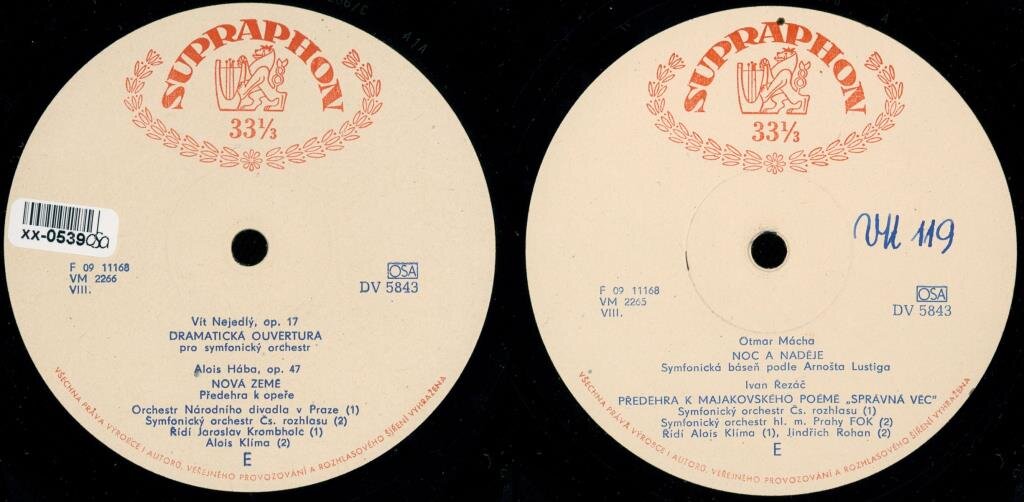 SUPRAPHON
33⅓
xx-0539
F 09 11168
VM 2266
VIII.
OSA
DV 5843
Vít Nejedlý, op. 17
DRAMATICKÁ OUVERTURA
pro symfonický orchestr
Alois Hába, op. 47
NOVÁ ZEMĚ
Předehra k opeře
Orchestr Národního divadla v Praze (1)
Symfonický orchestr Čs. rozhlasu (2)
Řídí Jaroslav Krombholc (1)
Alois Klíma (2)
E
VŠECHNA PRÁVA VÝROBCE I AUTORŮ, VEŘEJNÉHO PROVOZOVÁNÍ A ROZHLASOVÉHO ŠÍŘENÍ VYHRAŽENA
SUPRAPHON
33⅓
VM 119
F 09 11168
VM 2265
VIII.
OSA
DV 5843
Otmar Mácha
NOC A NADĚJE
Symfonická báseň podle Arnošta Lustiga
Ivan Řezáč
PŘEDEHRA K MAJAKOVSKÉHO POEMĚ „SPRÁVNÁ VĚC"
Symfonický orchestr Čs. rozhlasu (1)
Symfonický orchestr hl. m. Prahy FOK (2)
Řídí Alois Klíma (1), Jindřich Rohan (2)
E
VŠECHNA PRÁVA VÝROBCE I AUTORŮ, VEŘEJNÉHO PROVOZOVÁNÍ A ROZHLASOVÉHO ŠÍŘENÍ VYHRAŽENA